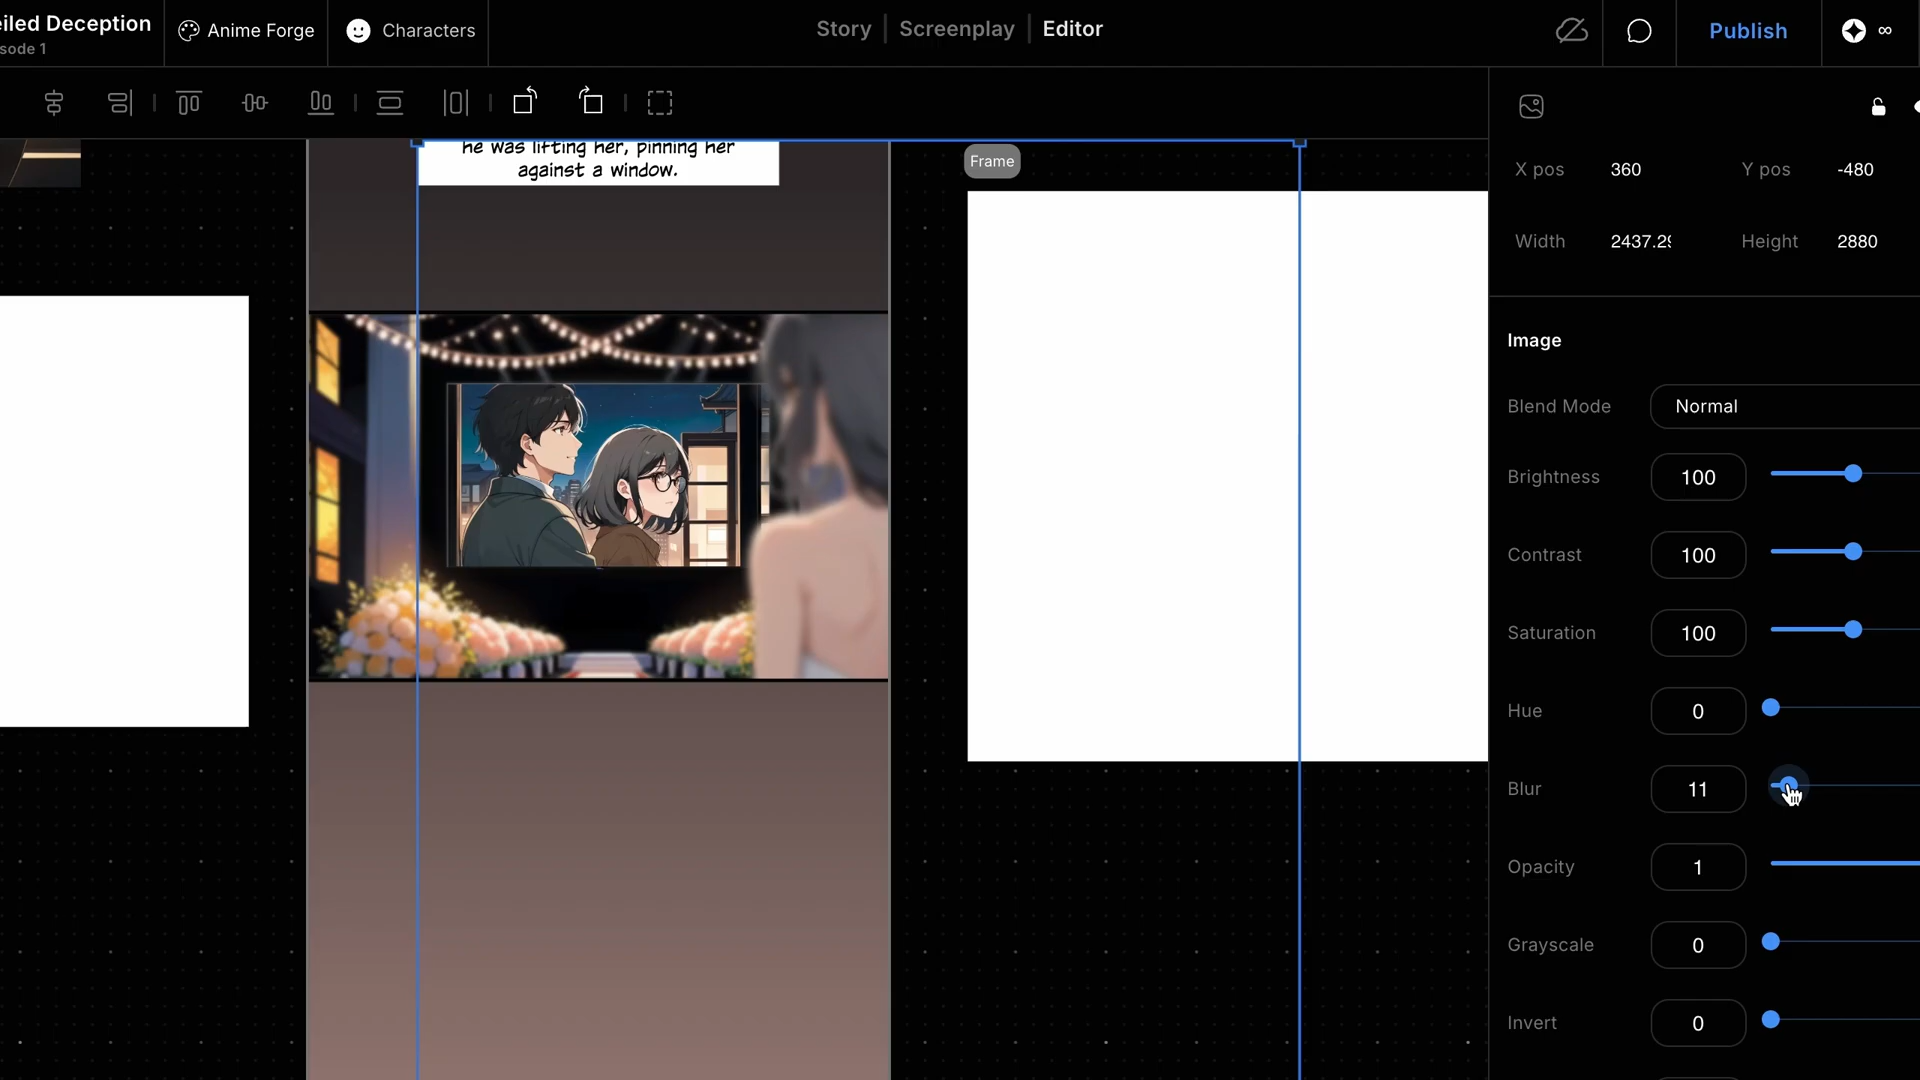 eiled Deception
sode 1
Anime Forge
Characters
Story
Screenplay
Editor
Publish
∞
he was lifting her, pinning her
against a window.
Frame
X pos 360
Y pos -480
Width 2437.29
Height 2880
Image
Blend Mode Normal
Brightness 100
Contrast 100
Saturation 100
Hue 0
Blur 11
Opacity 1
Grayscale 0
Invert 0